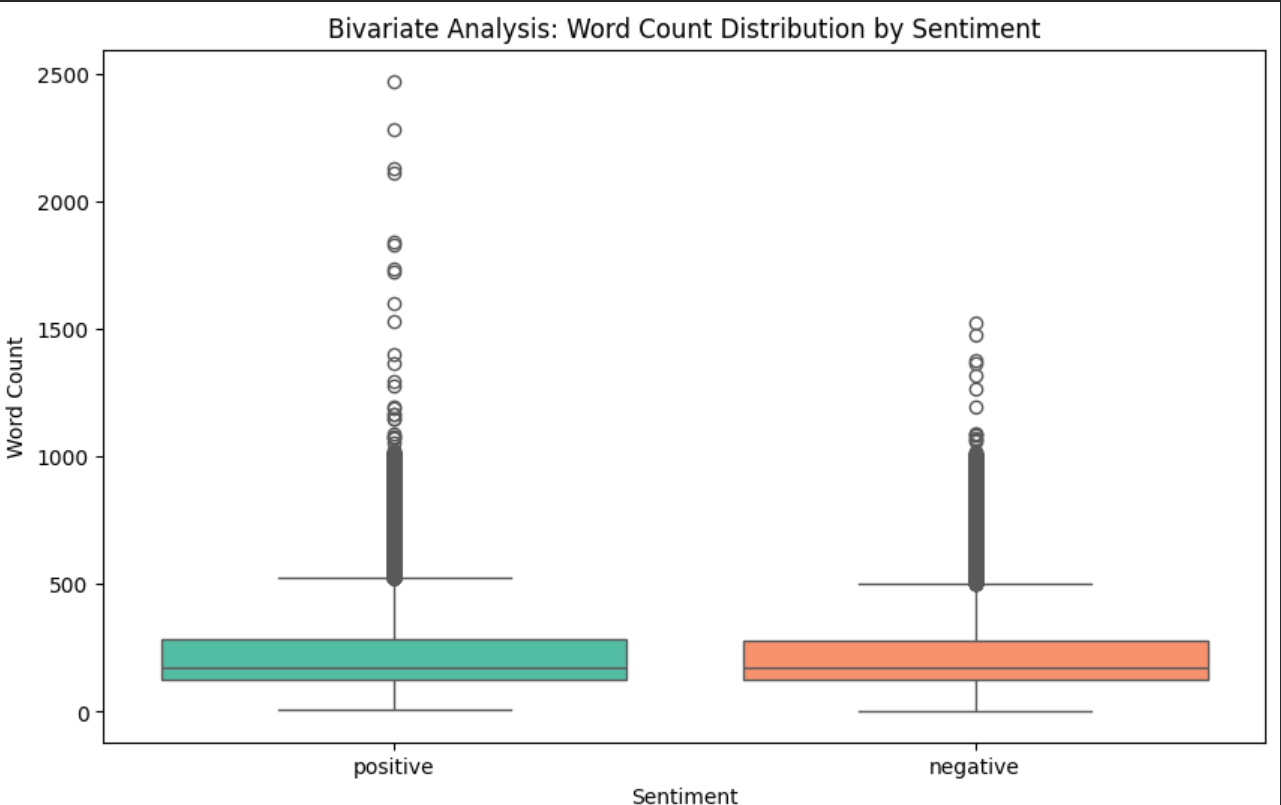 Bivariate Analysis: Word Count Distribution by Sentiment
2500
2000
1500
1000
500
0
Word Count
positive
negative
Sentiment